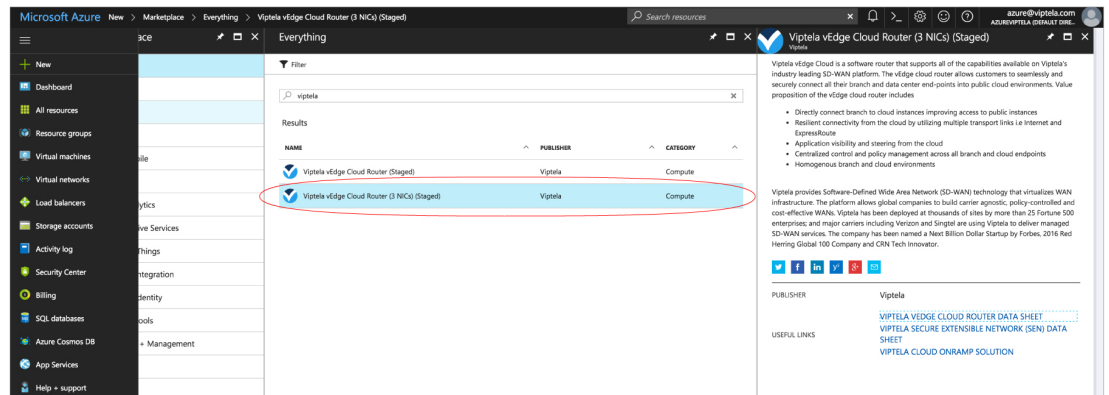 Microsoft Azure New > Marketplace > Everything > Viptela vEdge Cloud Router (3 NICs) (Staged)
Search resources
azure@viptela.com
AZUREVIPTELA (DEFAULT DIRE...
New
Dashboard
All resources
Resource groups
Virtual machines
Virtual networks
Load balancers
Storage accounts
Activity log
Security Center
Billing
SQL databases
Azure Cosmos DB
App Services
Help + support
ace
oile
lytics
ive Services
Things
ntegration
dentity
ools
+ Management
Everything
Filter
viptela
Results
NAME PUBLISHER CATEGORY
Viptela vEdge Cloud Router (Staged) Viptela Compute
Viptela vEdge Cloud Router (3 NICs) (Staged) Viptela Compute
Viptela vEdge Cloud Router (3 NICs) (Staged)
Viptela
Viptela vEdge Cloud is a software router that supports all of the capabilities available on Viptela's
industry leading SD-WAN platform. The vEdge cloud router allows customers to seamlessly and
securely connect all their branch and data center end-points into public cloud environments. Value
proposition of the vEdge cloud router includes
• Directly connect branch to cloud instances improving access to public instances
• Resilient connectivity from the cloud by utilizing multiple transport links i.e Internet and
ExpressRoute
• Application visibility and steering from the cloud
• Centralized control and policy management across all branch and cloud endpoints
• Homogenous branch and cloud environments
Viptela provides Software-Defined Wide Area Network (SD-WAN) technology that virtualizes WAN
infrastructure. The platform allows global companies to build carrier agnostic, policy-controlled and
cost-effective WANs. Viptela has been deployed at thousands of sites by more than 25 Fortune 500
enterprises; and major carriers including Verizon and Singtel are using Viptela to deliver managed
SD-WAN services. The company has been named a Next Billion Dollar Startup by Forbes, 2016 Red
Herring Global 100 Company and CRN Tech Innovator.
PUBLISHER Viptela
USEFUL LINKS
VIPTELA VEDGE CLOUD ROUTER DATA SHEET
VIPTELA SECURE EXTENSIBLE NETWORK (SEN) DATA
SHEET
VIPTELA CLOUD ONRAMP SOLUTION